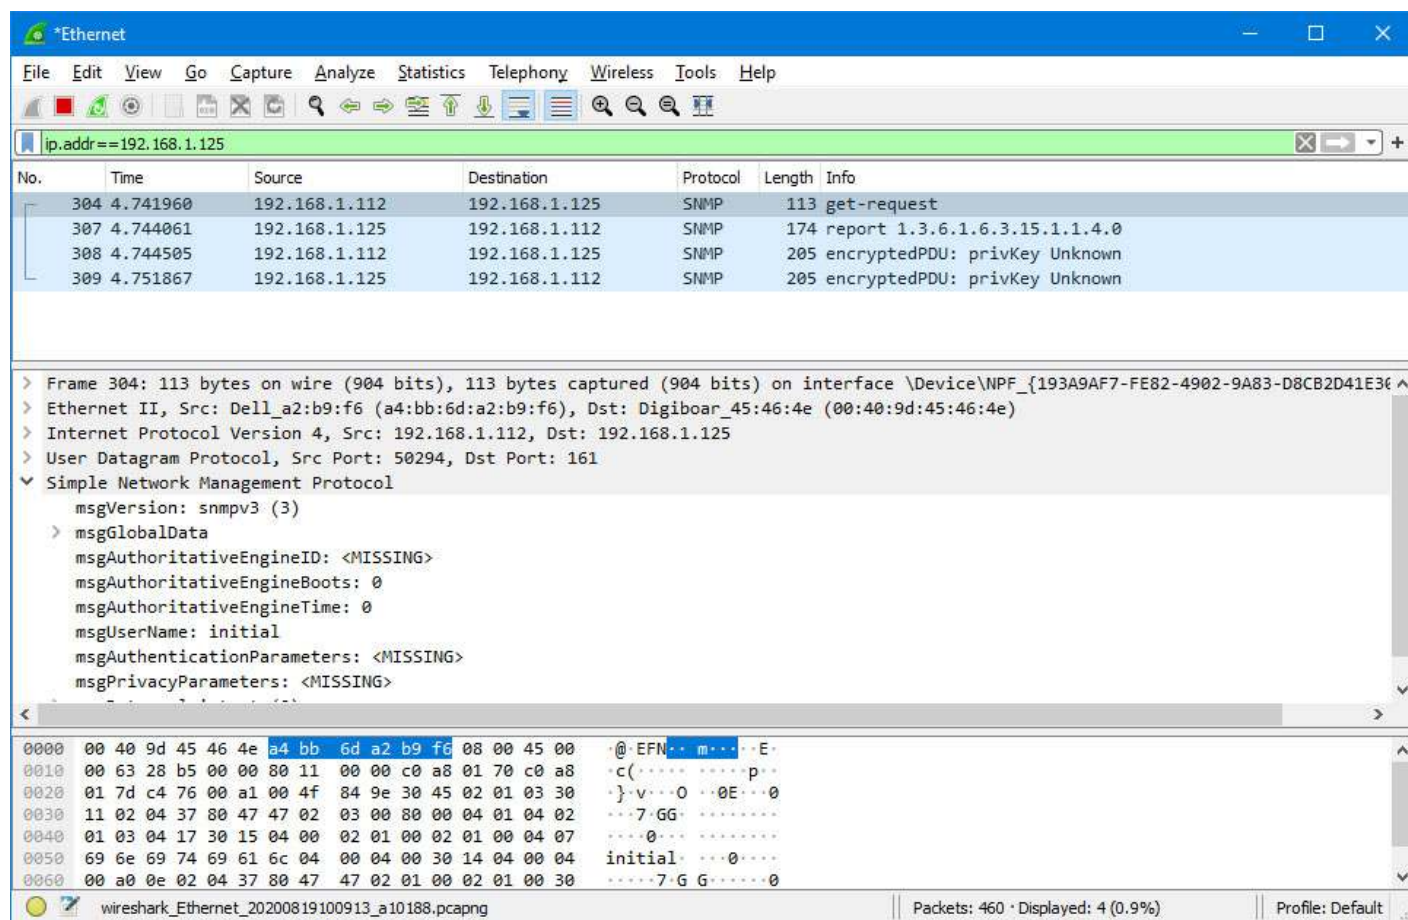 *Ethernet
File Edit View Go Capture Analyze Statistics Telephony Wireless Tools Help
ip.addr==192.168.1.125
No. Time Source Destination Protocol Length Info
304 4.741960 192.168.1.112 192.168.1.125 SNMP 113 get-request
307 4.744061 192.168.1.125 192.168.1.112 SNMP 174 report 1.3.6.1.6.3.15.1.1.4.0
308 4.744505 192.168.1.112 192.168.1.125 SNMP 205 encryptedPDU: privKey Unknown
309 4.751867 192.168.1.125 192.168.1.112 SNMP 205 encryptedPDU: privKey Unknown
Frame 304: 113 bytes on wire (904 bits), 113 bytes captured (904 bits) on interface \Device\NPF_{193A9AF7-FE82-4902-9A83-D8CB2D41E3
Ethernet II, Src: Dell_a2:b9:f6 (a4:bb:6d:a2:b9:f6), Dst: Digiboar_45:46:4e (00:40:9d:45:46:4e)
Internet Protocol Version 4, Src: 192.168.1.112, Dst: 192.168.1.125
User Datagram Protocol, Src Port: 50294, Dst Port: 161
Simple Network Management Protocol
msgVersion: snmpv3 (3)
msgGlobalData
msgAuthoritativeEngineID: <MISSING>
msgAuthoritativeEngineBoots: 0
msgAuthoritativeEngineTime: 0
msgUserName: initial
msgAuthenticationParameters: <MISSING>
msgPrivacyParameters: <MISSING>
0000 00 40 9d 45 46 4e a4 bb 6d a2 b9 f6 08 00 45 00 ·@·EFN·· m·····E·
0010 00 63 28 b5 00 00 80 11 00 00 c0 a8 01 70 c0 a8 ·c(····· ·····p··
0020 01 7d c4 76 00 a1 00 4f 84 9e 30 45 02 01 03 30 ·}·v···O ··0E···0
0030 11 02 04 37 80 47 47 02 03 00 80 00 04 01 04 02 ···7·GG· ········
0040 01 03 04 17 30 15 04 00 02 01 00 02 01 00 04 07 ····0··· ········
0050 69 6e 69 74 69 61 6c 04 00 04 00 30 14 04 00 04 initial· ···0····
0060 00 a0 0e 02 04 37 80 47 47 02 01 00 02 01 00 30 ·····7·G G······0
wireshark_Ethernet_20200819100913_a10188.pcapng Packets: 460 · Displayed: 4 (0.9%) Profile: Default